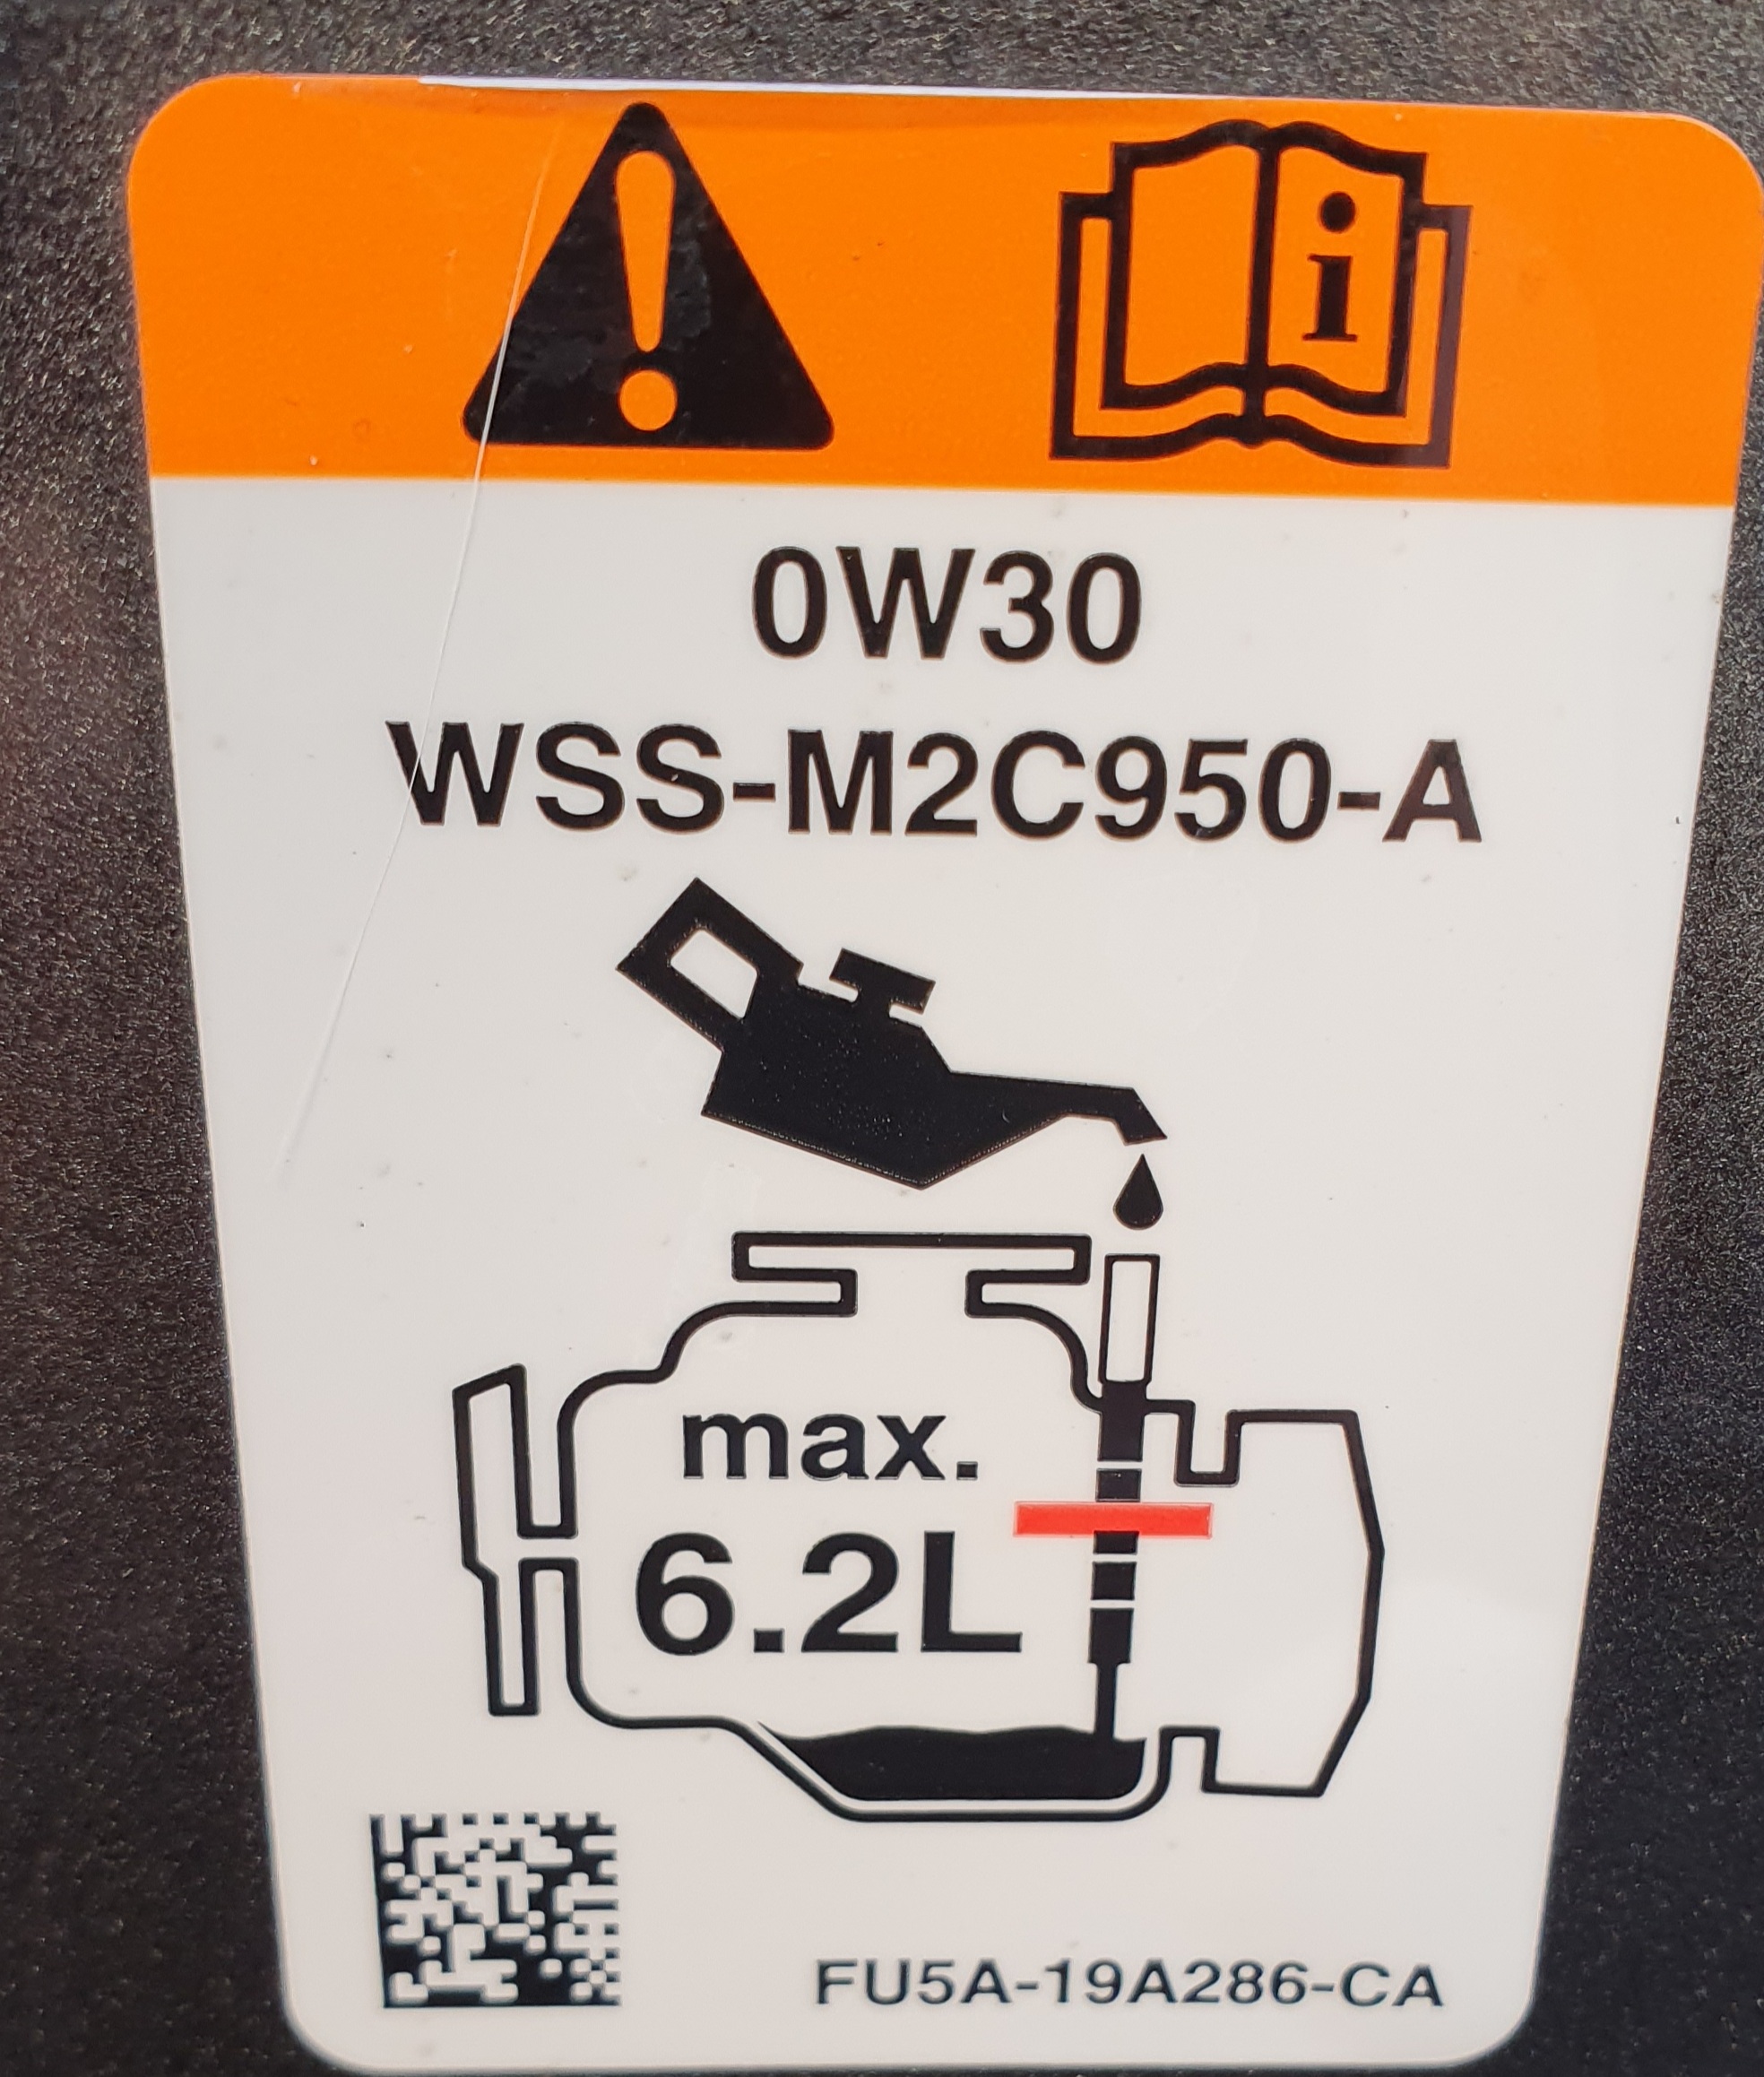 i
0W30
WSS-M2C950-A
max.
6.2L
FU5A-19A286-CA